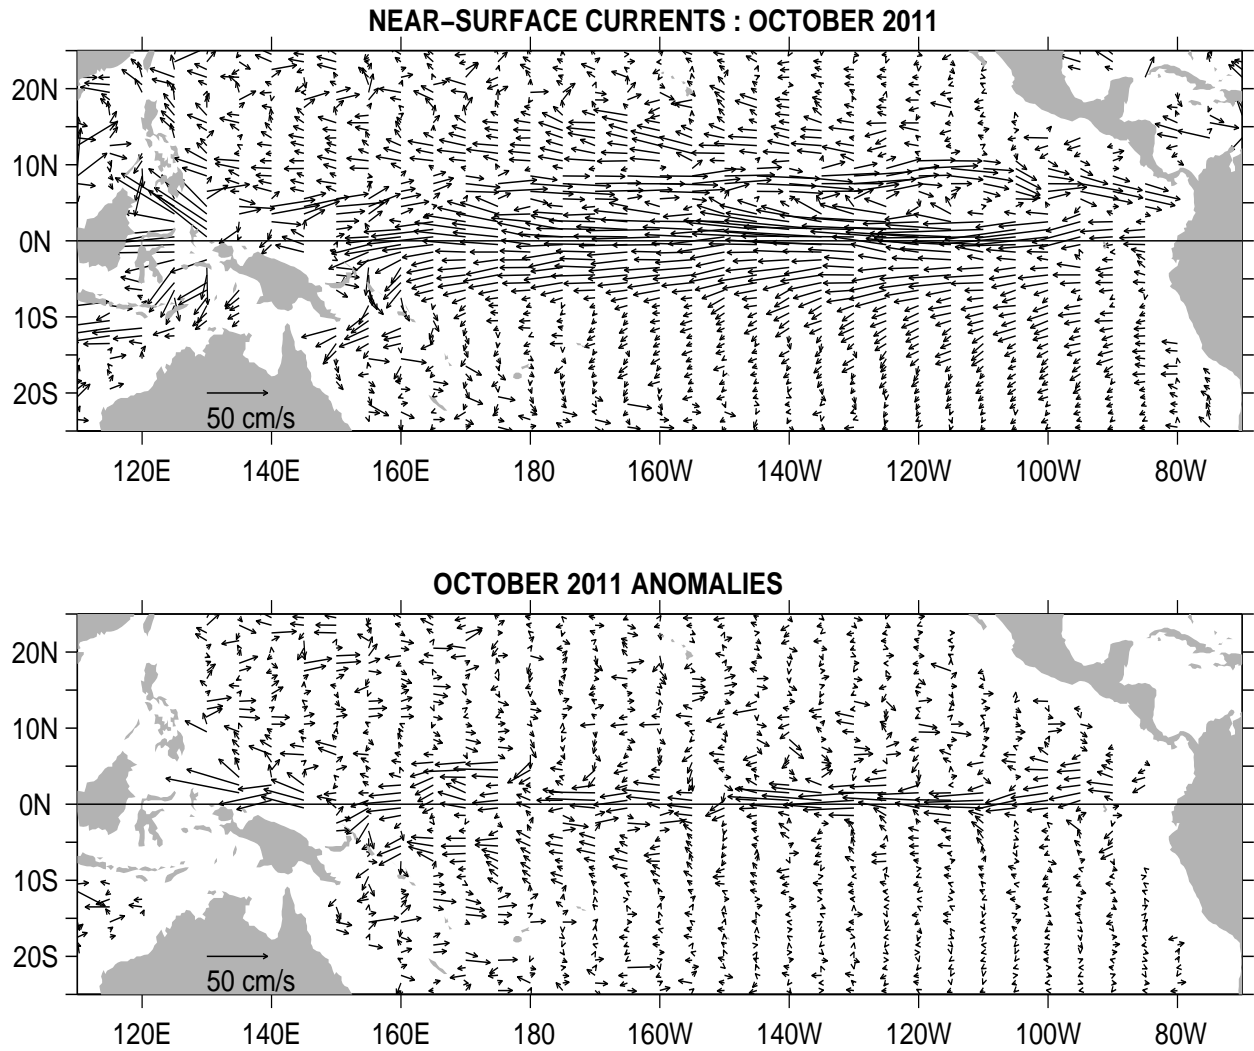 NEAR−SURFACE CURRENTS : OCTOBER 2011
20N
10N
0N
10S
20S
50 cm/s
120E 140E 160E 180 160W 140W 120W 100W 80W
OCTOBER 2011 ANOMALIES
20N
10N
0N
10S
20S
50 cm/s
120E 140E 160E 180 160W 140W 120W 100W 80W